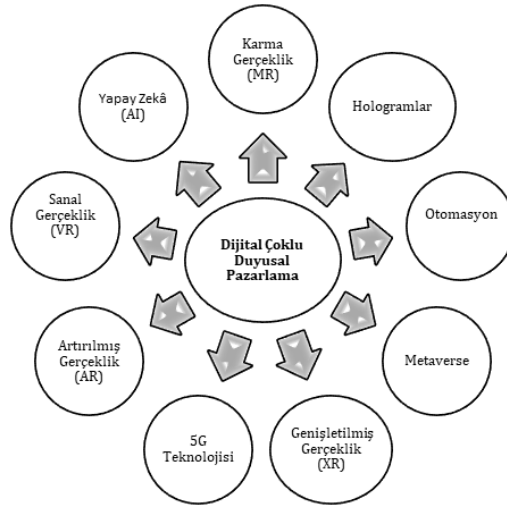 Karma
Gerçeklik
(MR)
Hologramlar
Otomasyon
Metaverse
Genişletilmiş
Gerçeklik
(XR)
5G
Teknolojisi
Artırılmış
Gerçeklik
(AR)
Sanal
Gerçeklik
(VR)
Yapay Zekâ
(AI)
Dijital Çoklu
Duyusal
Pazarlama